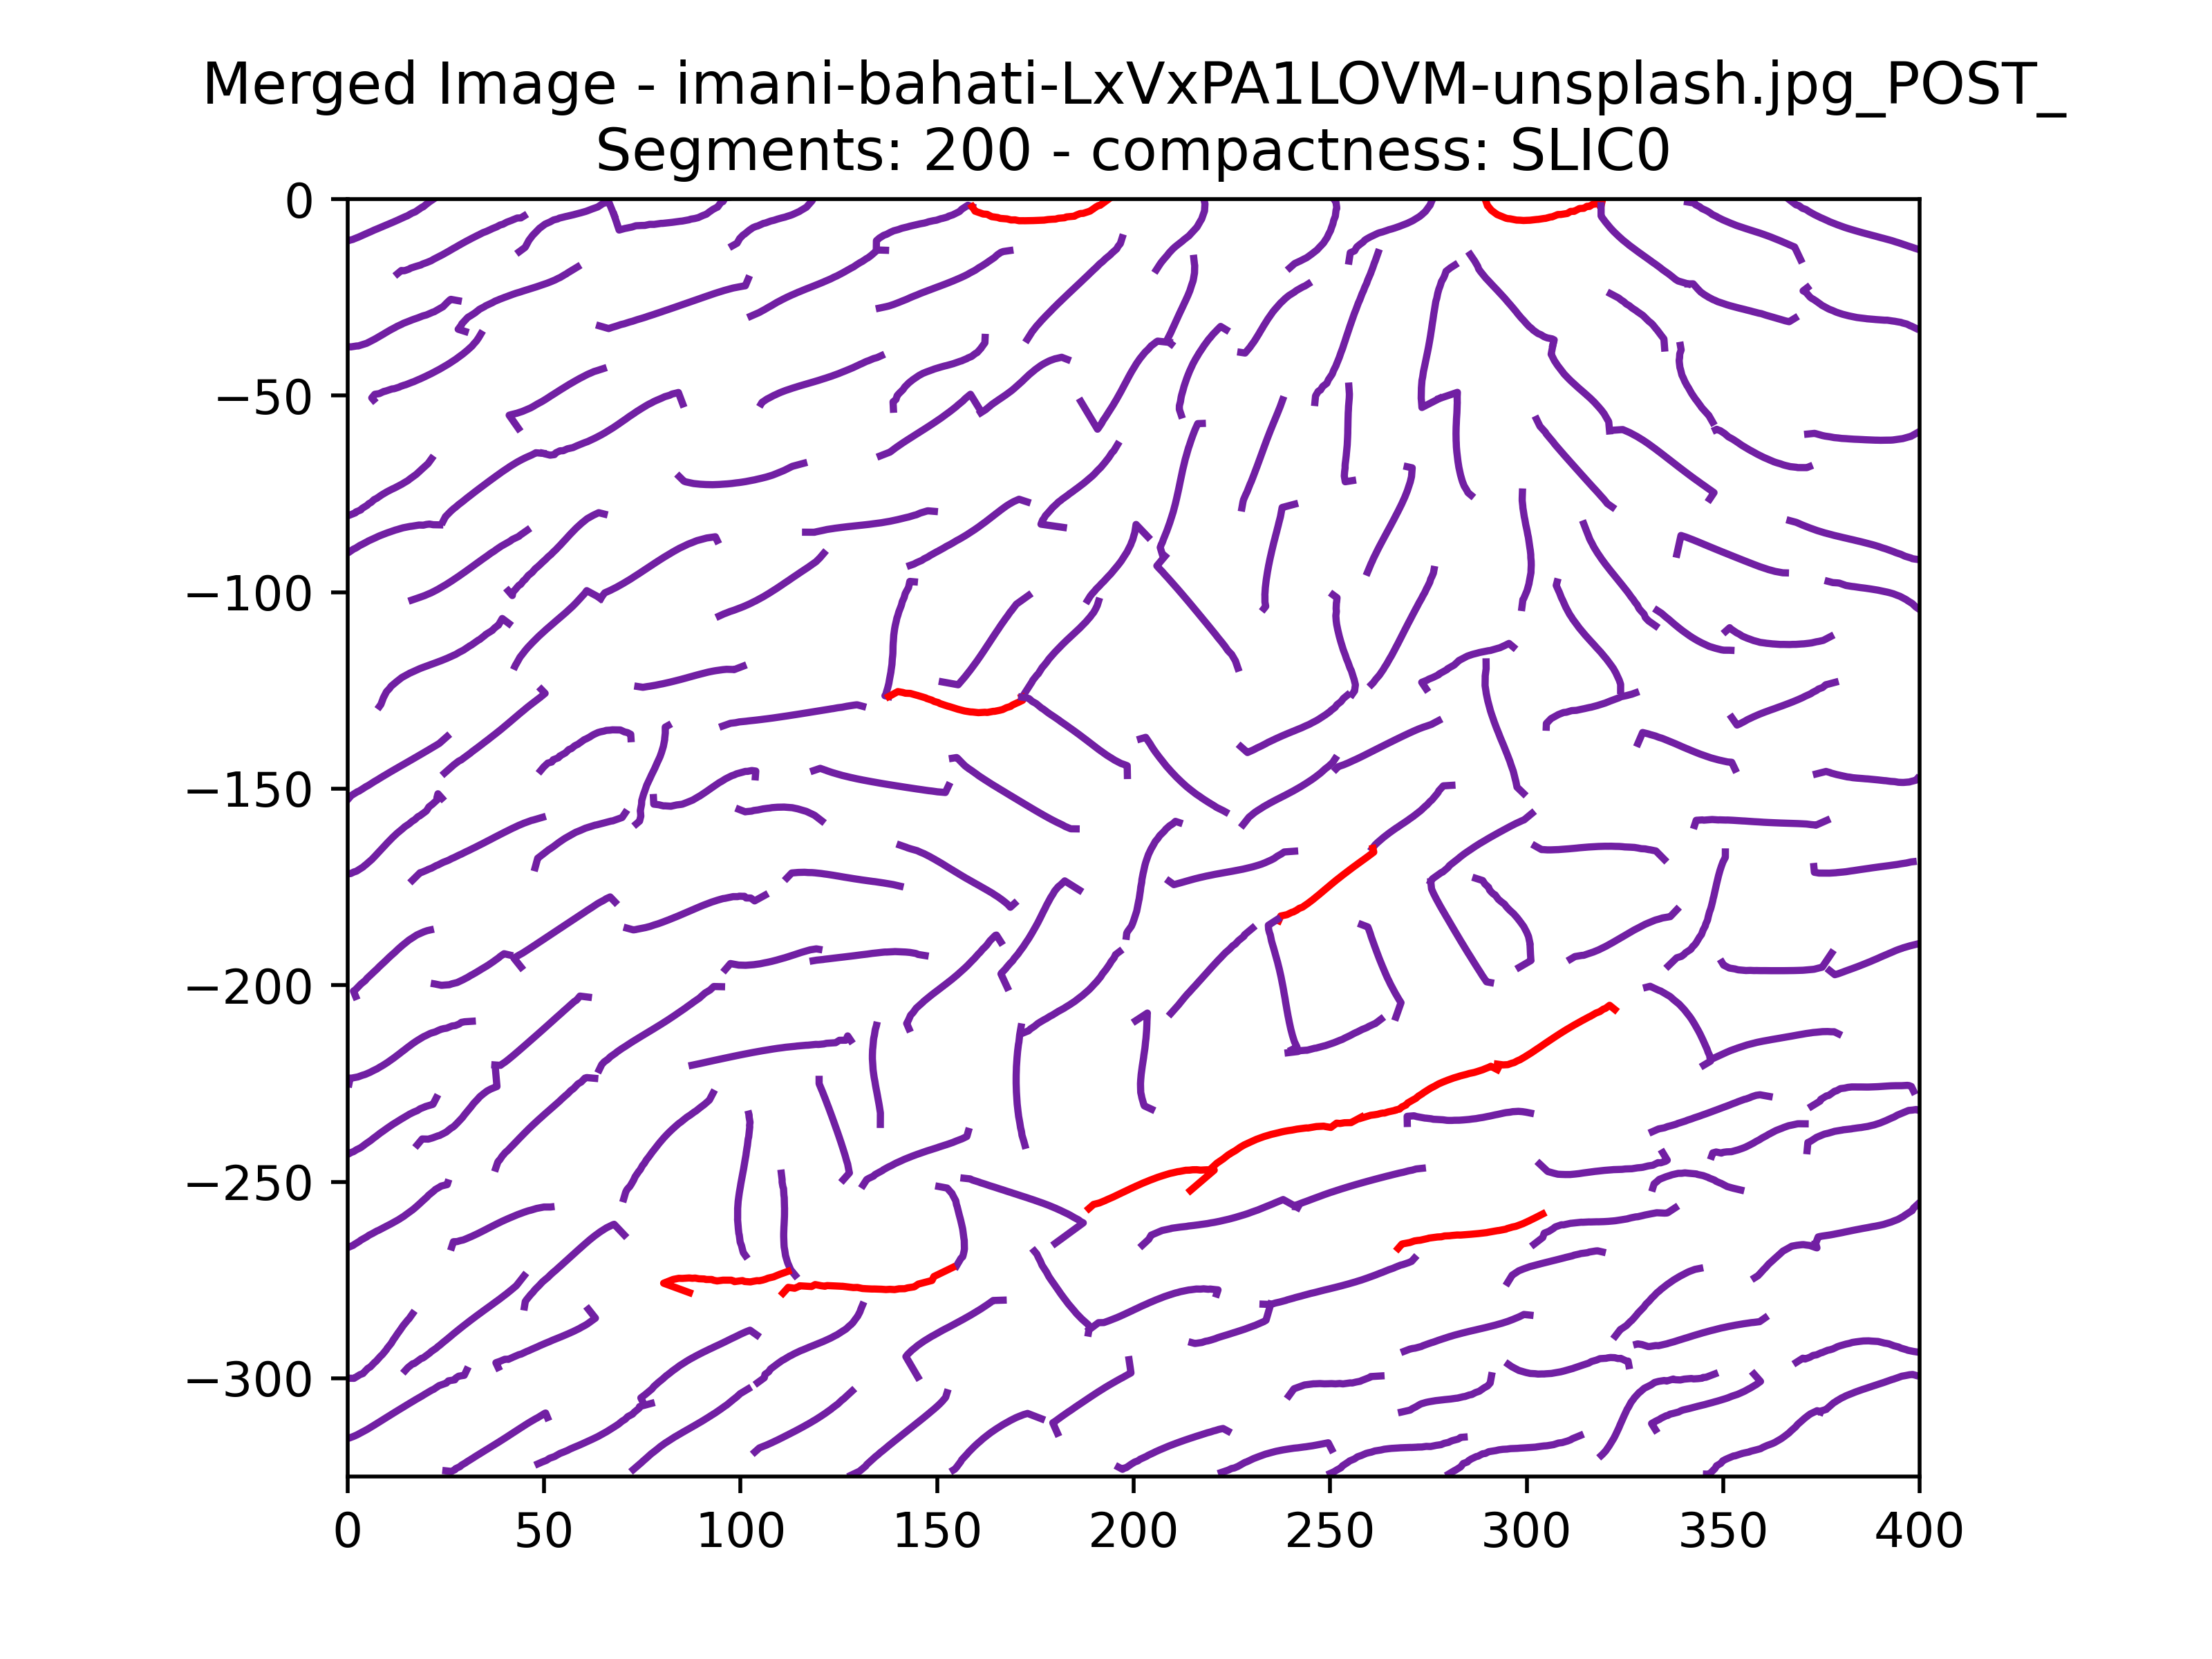 Merged Image - imani-bahati-LxVxPA1LOVM-unsplash.jpg_POST_
Segments: 200 - compactness: SLIC0
0
−50
−100
−150
−200
−250
−300
0 50 100 150 200 250 300 350 400